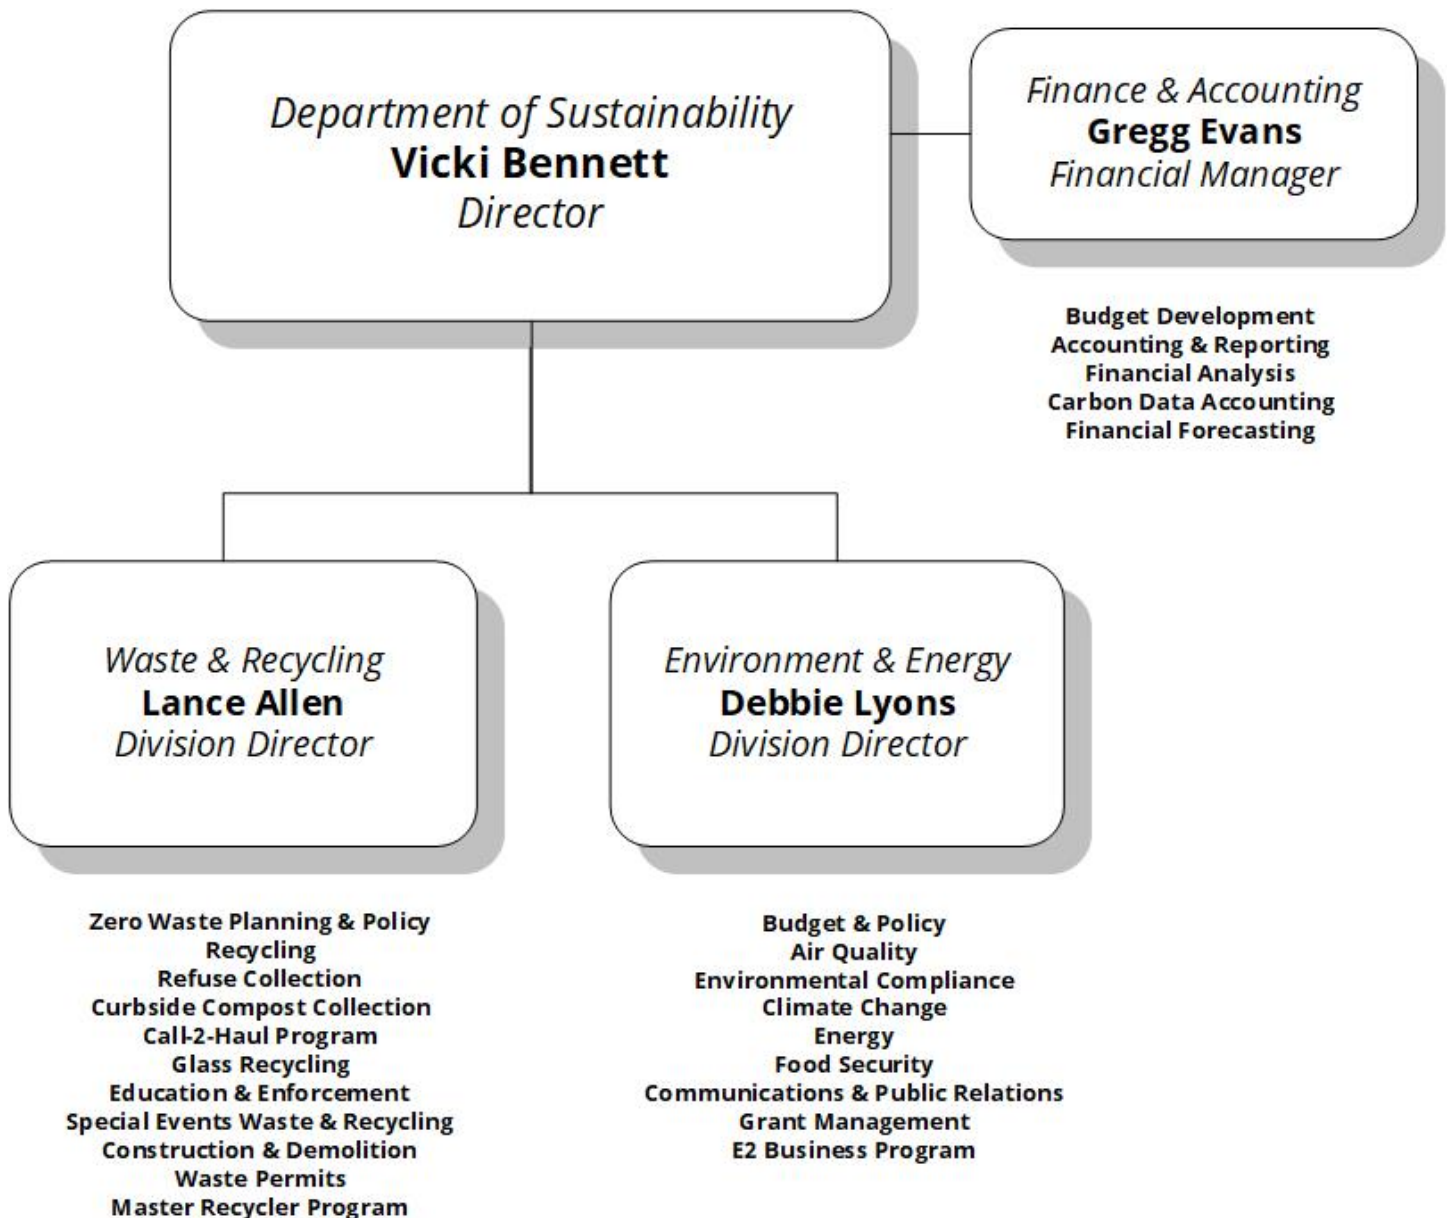 Department of Sustainability
Vicki Bennett
Director
Finance & Accounting
Gregg Evans
Financial Manager
Budget Development
Accounting & Reporting
Financial Analysis
Carbon Data Accounting
Financial Forecasting
Waste & Recycling
Lance Allen
Division Director
Environment & Energy
Debbie Lyons
Division Director
Zero Waste Planning & Policy
Recycling
Refuse Collection
Curbside Compost Collection
Call-2-Haul Program
Glass Recycling
Education & Enforcement
Special Events Waste & Recycling
Construction & Demolition
Waste Permits
Master Recycler Program
Budget & Policy
Air Quality
Environmental Compliance
Climate Change
Energy
Food Security
Communications & Public Relations
Grant Management
E2 Business Program